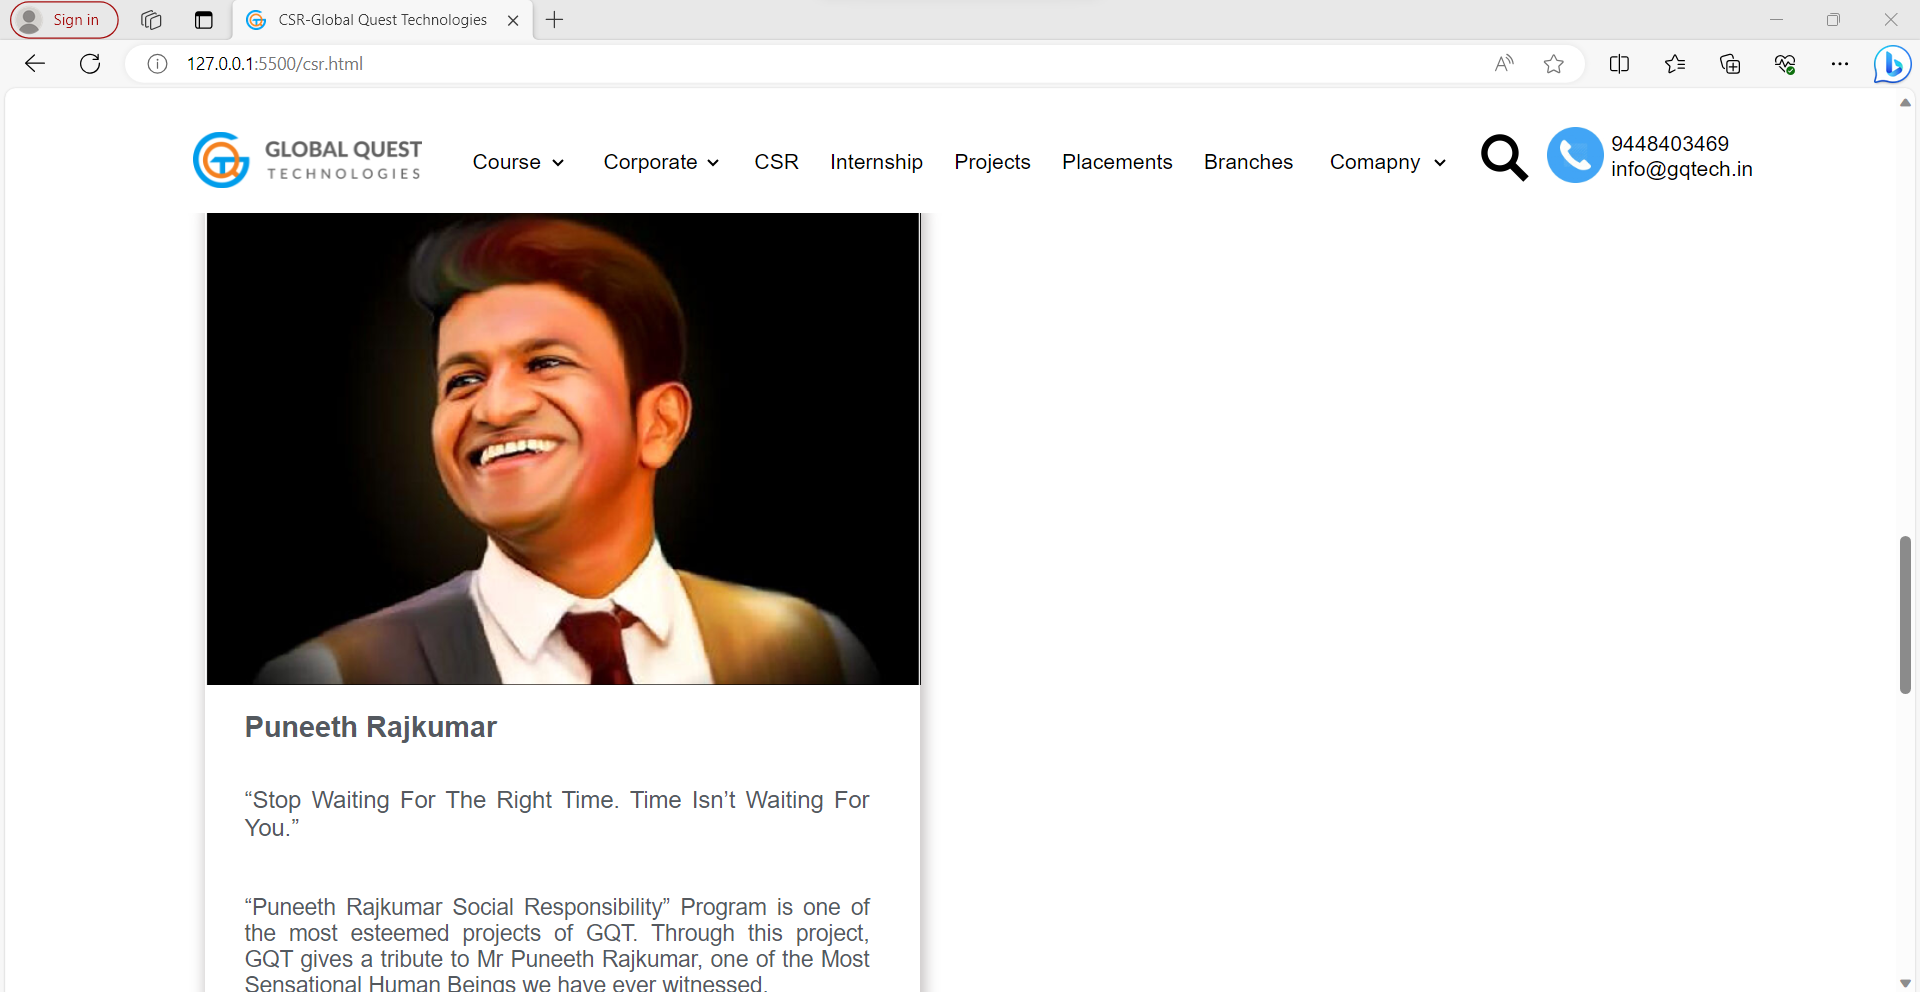 Sign in
CSR-Global Quest Technologies
127.0.0.1:5500/csr.html
GLOBAL QUEST
TECHNOLOGIES
Course
Corporate
CSR
Internship
Projects
Placements
Branches
Comapny
9448403469
info@gqtech.in
Puneeth Rajkumar
“Stop Waiting For The Right Time. Time Isn’t Waiting For
You.”
“Puneeth Rajkumar Social Responsibility” Program is one of
the most esteemed projects of GQT. Through this project,
GQT gives a tribute to Mr Puneeth Rajkumar, one of the Most
Sensational Human Beings we have ever witnessed.